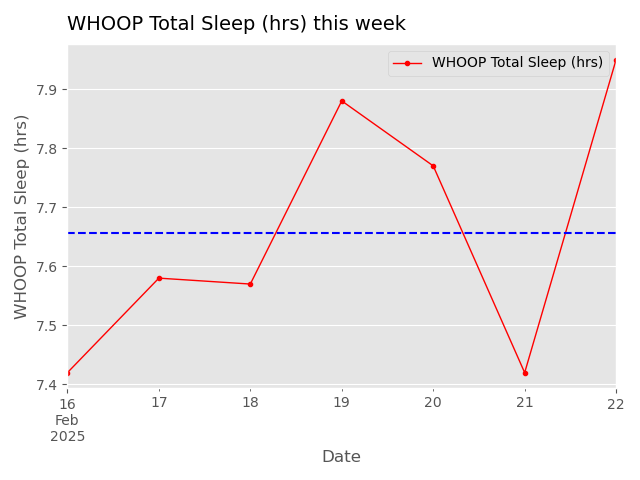 WHOOP Total Sleep (hrs) this week
WHOOP Total Sleep (hrs)
WHOOP Total Sleep (hrs)
7.9
7.8
7.7
7.6
7.5
7.4
16 17 18 19 20 21 22
Feb
2025
Date